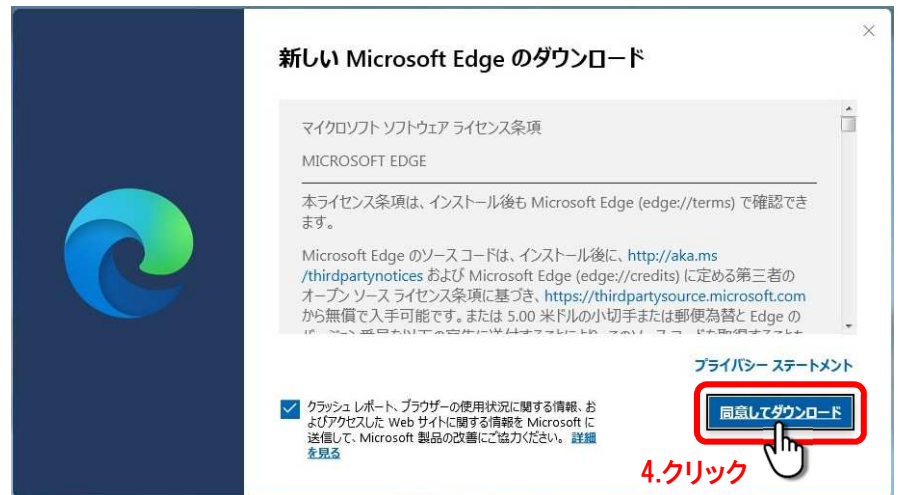 新しい Microsoft Edge のダウンロード
マイクロソフト ソフトウェア ライセンス条項
MICROSOFT EDGE
本ライセンス条項は、インストール後も Microsoft Edge (edge://terms) で確認でき
ます。
Microsoft Edge のソース コードは、インストール後に、http://aka.ms
/thirdpartynotices および Microsoft Edge (edge://credits) に定める第三者の
オープン ソース ライセンス条項に基づき、https://thirdpartysource.microsoft.com
から無償で入手可能です。または 5.00 米ドルの小切手または郵便為替と Edge の
プライバシー ステートメント
クラッシュ レポート、ブラウザーの使用状況に関する情報、お
よびアクセスした Web サイトに関する情報を Microsoft に
送信して、Microsoft 製品の改善にご協力ください。 詳細
を見る
同意してダウンロード
4.クリック